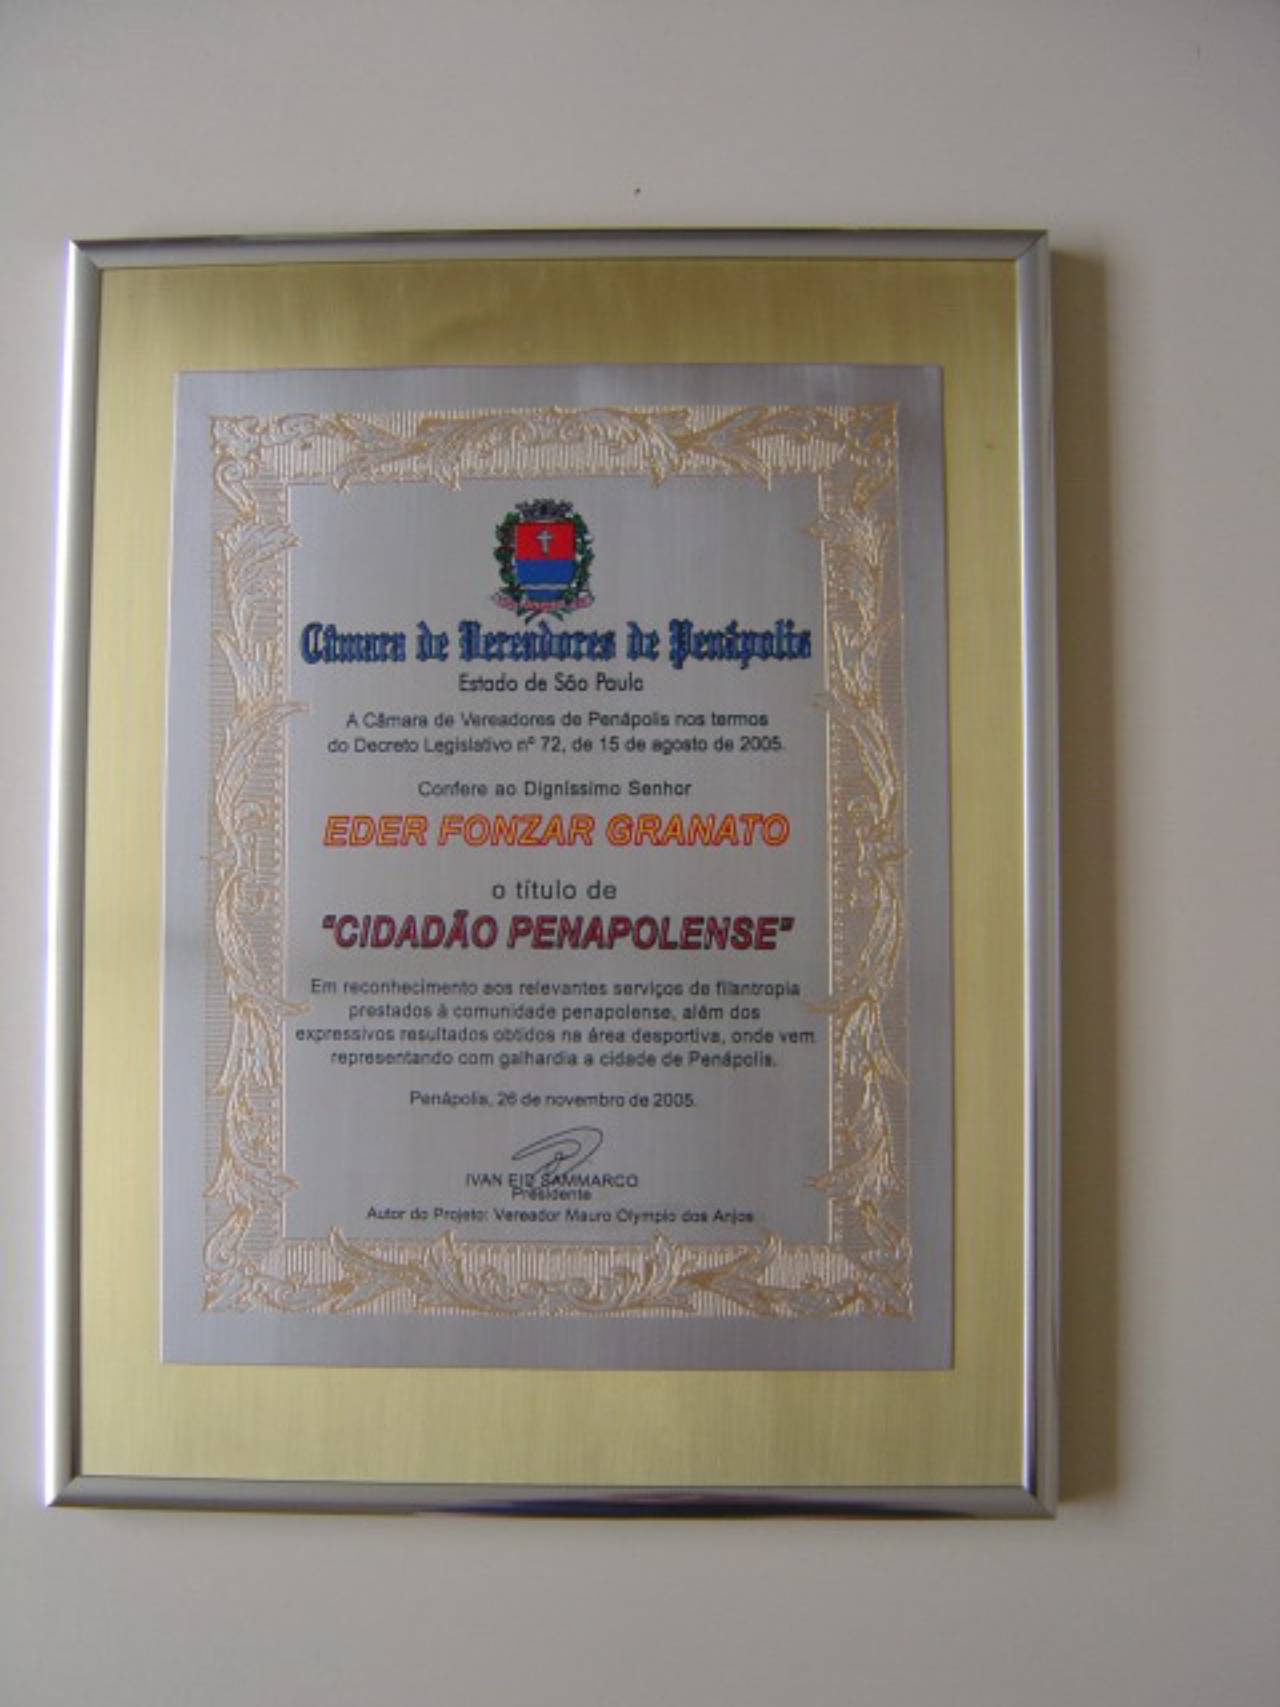 Câmara de Vereadores de Penápolis
Estado de São Paulo
A Câmara de Vereadores de Penápolis nos termos
do Decreto Legislativo nº 72, de 15 de agosto de 2005.
Confere ao Digníssimo Senhor
EDER FONZAR GRANATO
o título de
"CIDADÃO PENAPOLENSE"
Em reconhecimento aos relevantes serviços de filantropia
prestados à comunidade penapolense, além dos
expressivos resultados obtidos na área desportiva, onde vem
representando com galhardia a cidade de Penápolis.
Penápolis, 26 de novembro de 2005.
IVAN EID SAMMARCO
Presidente
Autor do Projeto: Vereador Mauro Olympio dos Anjos